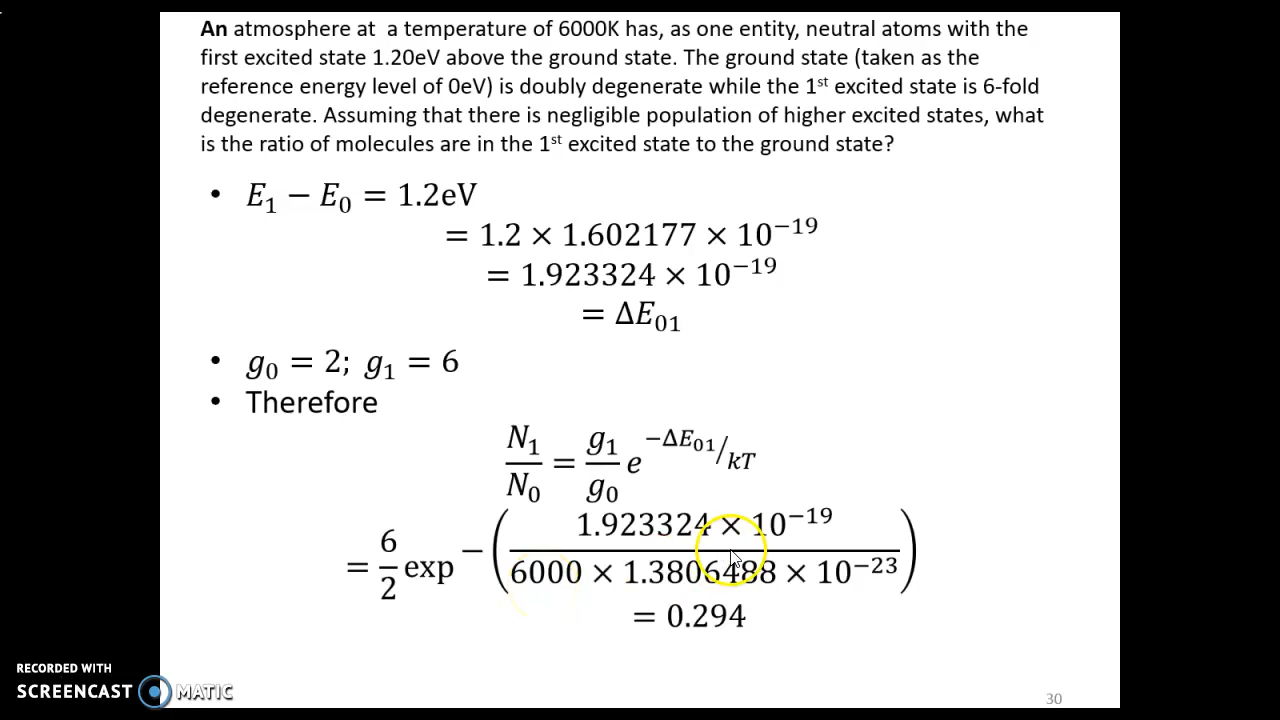 An atmosphere at a temperature of 6000K has, as one entity, neutral atoms with the
first excited state 1.20eV above the ground state. The ground state (taken as the
reference energy level of 0eV) is doubly degenerate while the 1st excited state is 6-fold
degenerate. Assuming that there is negligible population of higher excited states, what
is the ratio of molecules are in the 1st excited state to the ground state?
• E₁ − E₀ = 1.2eV
= 1.2 × 1.602177 × 10⁻¹⁹
= 1.923324 × 10⁻¹⁹
= ΔE₀₁
• g₀ = 2; g₁ = 6
• Therefore
N₁/N₀ = g₁/g₀ e^(−ΔE₀₁/kT)
= 6/2 exp −(1.923324 × 10⁻¹⁹ / 6000 × 1.3806488 × 10⁻²³)
= 0.294
RECORDED WITH
SCREENCAST MATIC
30